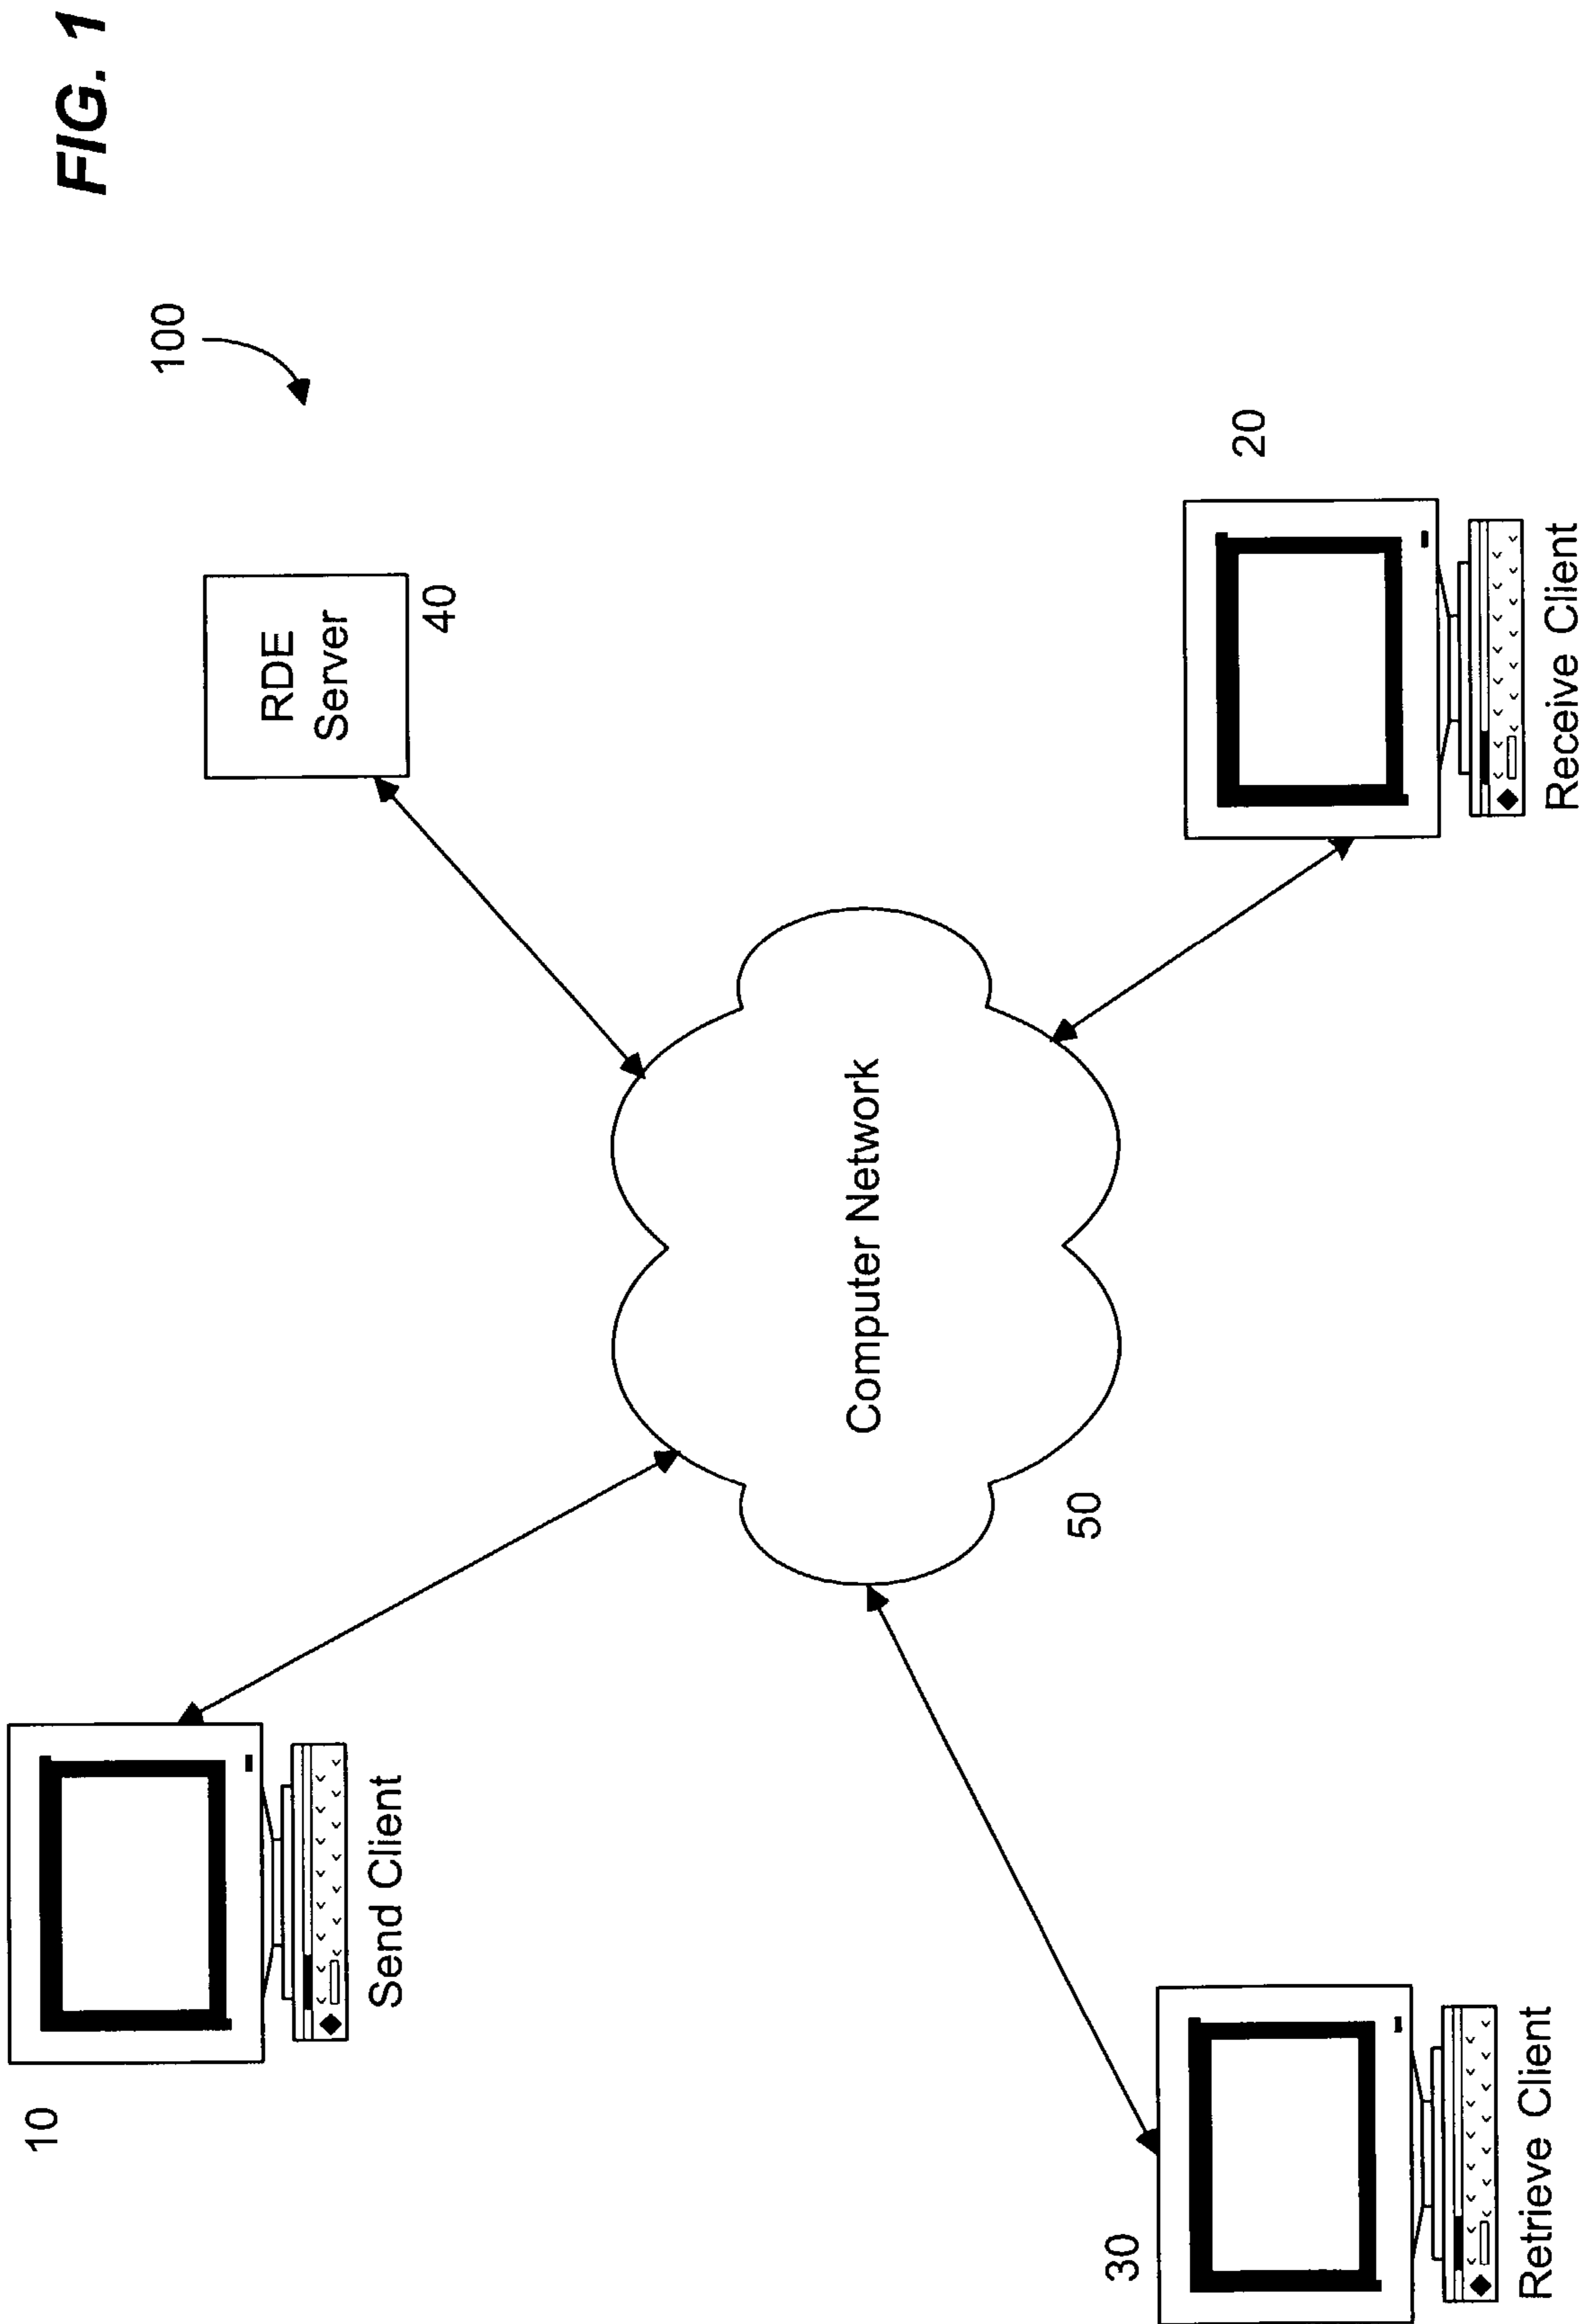 FIG. 1
100
10
Send Client
RDE
Server
40
Computer Network
50
30
Retrieve Client
20
Receive Client